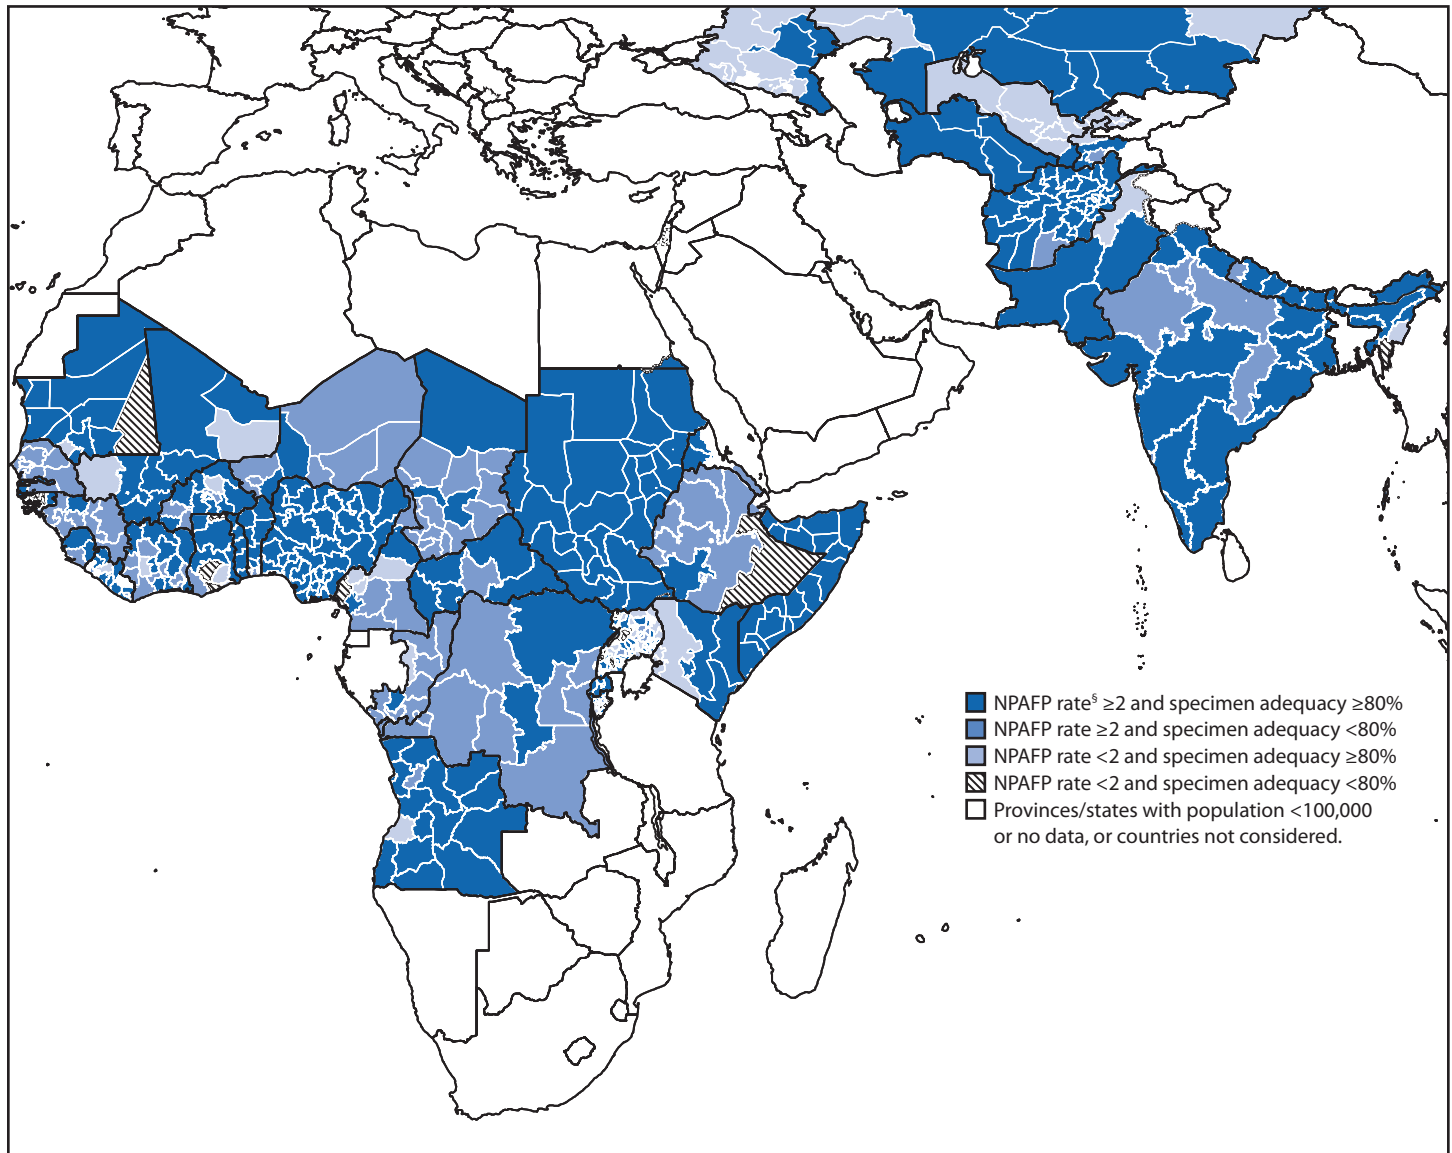 NPAFP rate§ ≥2 and specimen adequacy ≥80%
NPAFP rate ≥2 and specimen adequacy <80%
NPAFP rate <2 and specimen adequacy ≥80%
NPAFP rate <2 and specimen adequacy <80%
Provinces/states with population <100,000
or no data, or countries not considered.